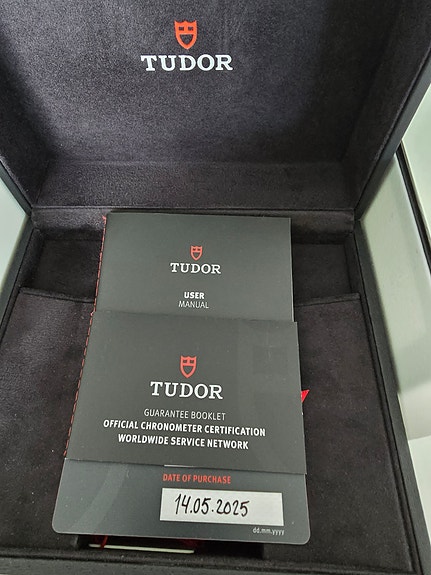 TUDOR
TUDOR
USER
MANUAL
TUDOR
GUARANTEE BOOKLET
OFFICIAL CHRONOMETER CERTIFICATION
WORLDWIDE SERVICE NETWORK
DATE OF PURCHASE
14.05.2025
dd.mm.yyyy